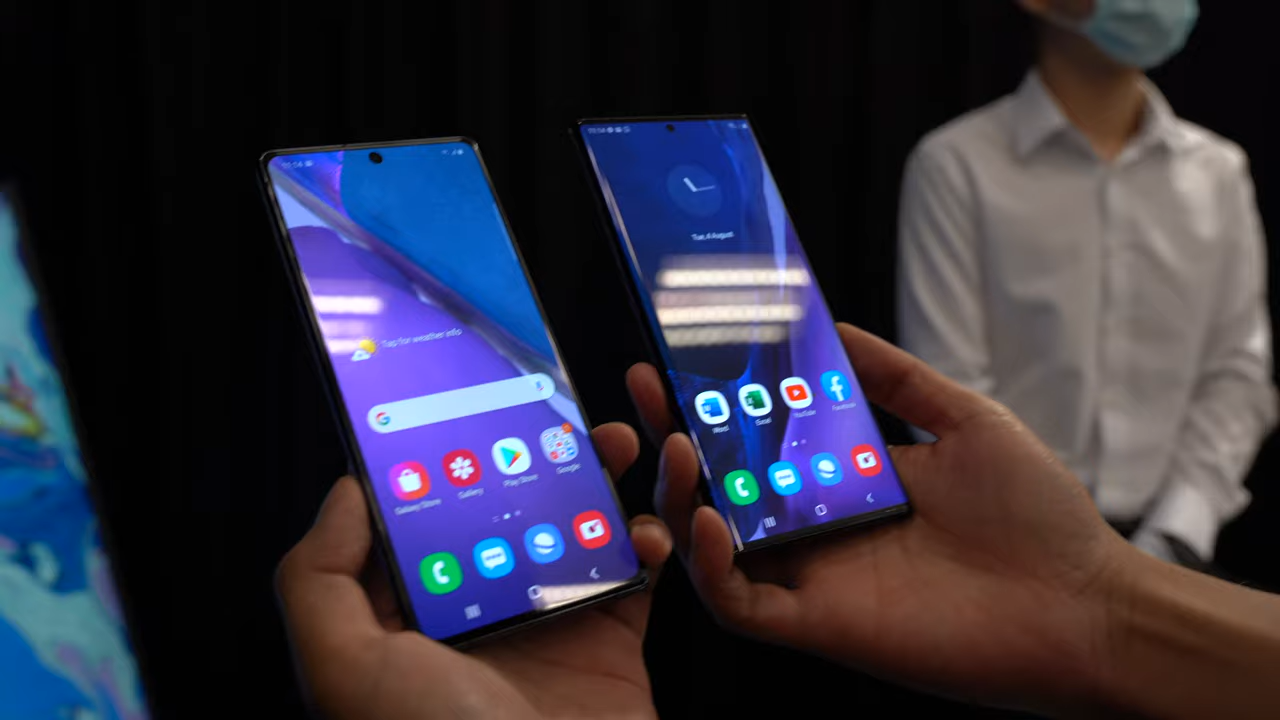 Tap for weather info
Galaxy Store
Gallery
Play Store
Google
Tue, 4 August
Word
Excel
YouTube
Facebook